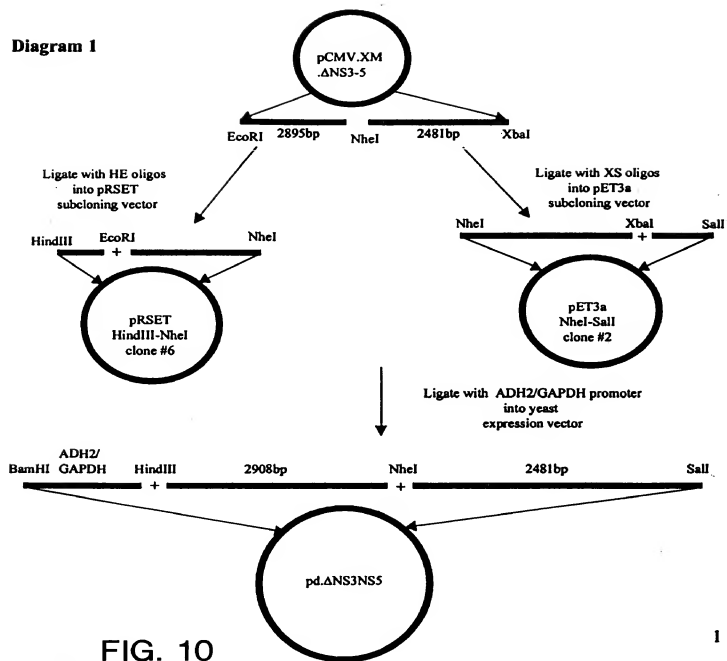 Diagram 1
pCMV.XM
.ΔNS3-5
EcoRI
2895bp
NheI
2481bp
XbaI
Ligate with HE oligos
into pRSET
subcloning vector
Ligate with XS oligos
into pET3a
subcloning vector
HindIII
EcoRI
+
NheI
NheI
XbaI
+
SalI
pRSET
HindIII-NheI
clone #6
pET3a
NheI-SalI
clone #2
Ligate with ADH2/GAPDH promoter
into yeast
expression vector
BamHI
ADH2/
GAPDH
HindIII
+
2908bp
NheI
+
2481bp
SalI
pd.ΔNS3NS5
FIG. 10
1